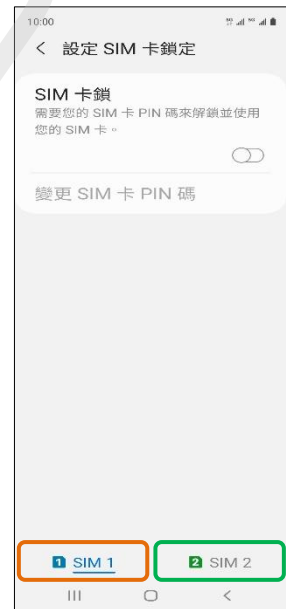 10:00
設定 SIM 卡鎖定
SIM 卡鎖
需要您的 SIM 卡 PIN 碼來解鎖並使用
您的 SIM 卡。
變更 SIM 卡 PIN 碼
1 SIM 1
2 SIM 2